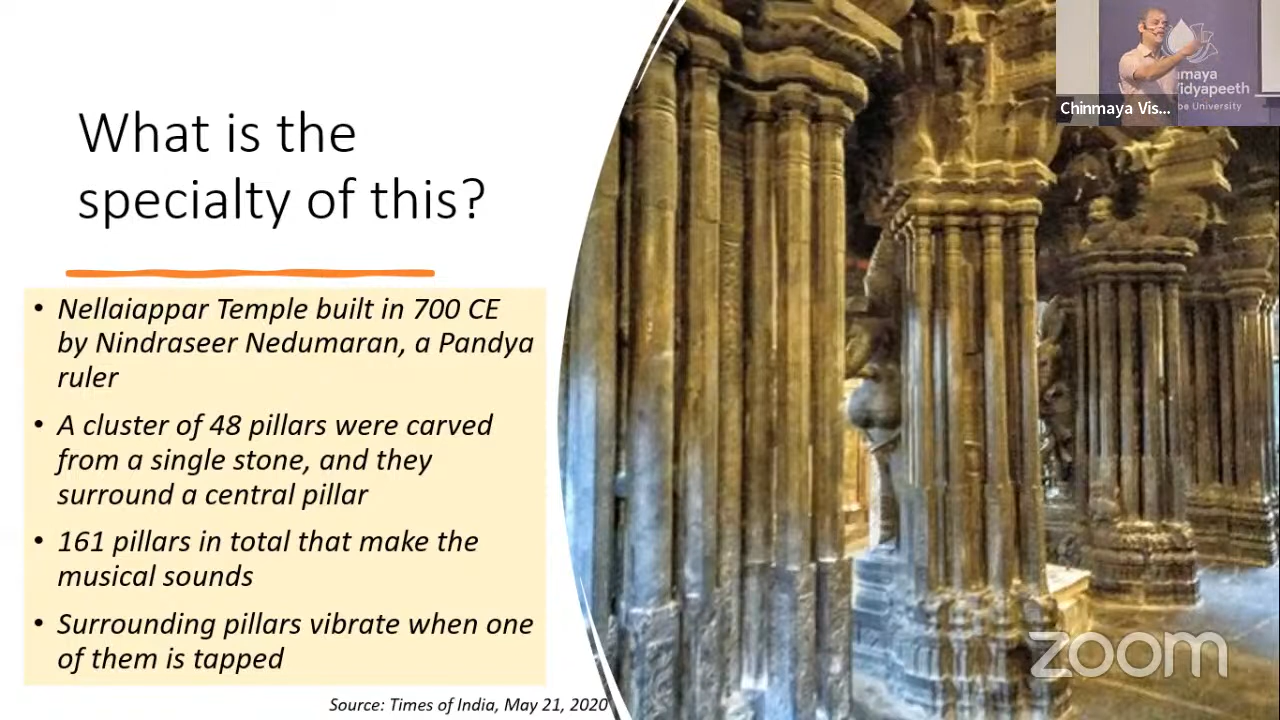 What is the
specialty of this?
• Nellaiappar Temple built in 700 CE
by Nindraseer Nedumaran, a Pandya
ruler
• A cluster of 48 pillars were carved
from a single stone, and they
surround a central pillar
• 161 pillars in total that make the
musical sounds
• Surrounding pillars vibrate when one
of them is tapped
Source: Times of India, May 21, 2020
Chinmaya Vis...
maya
idyapeeth
be University
zoom